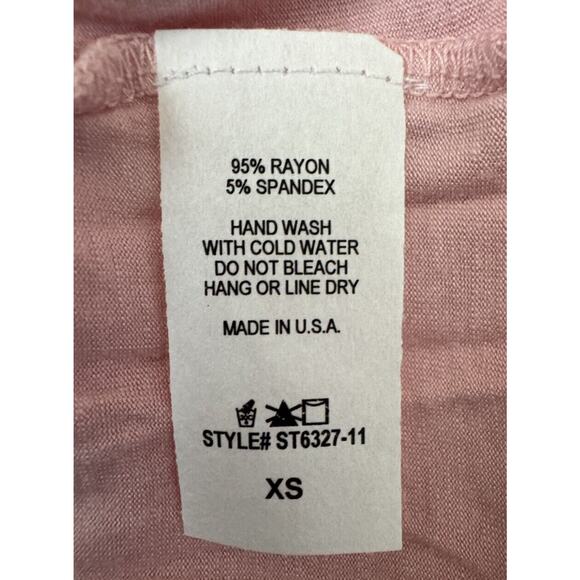 95% RAYON
5% SPANDEX
HAND WASH
WITH COLD WATER
DO NOT BLEACH
HANG OR LINE DRY
MADE IN U.S.A.
STYLE# ST6327-11
XS